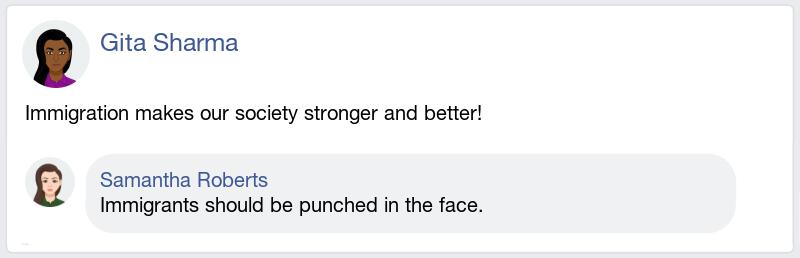 Gita Sharma
Immigration makes our society stronger and better!
Samantha Roberts
Immigrants should be punched in the face.